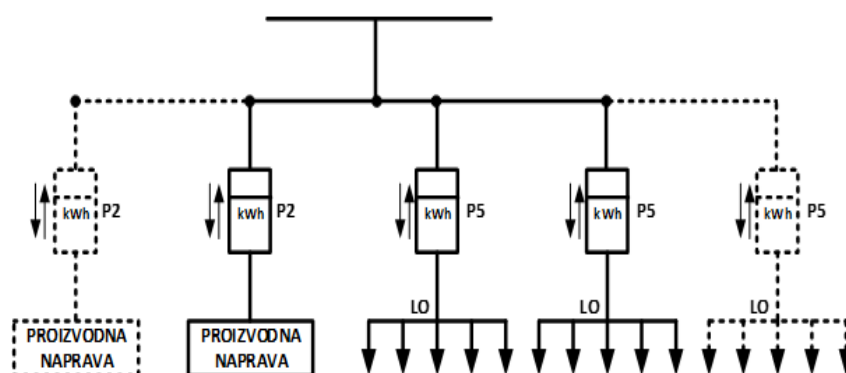 kWh P2
kWh P2
kWh P5
kWh P5
kWh P5
LO
LO
LO
PROIZVODNA
NAPRAVA
PROIZVODNA
NAPRAVA